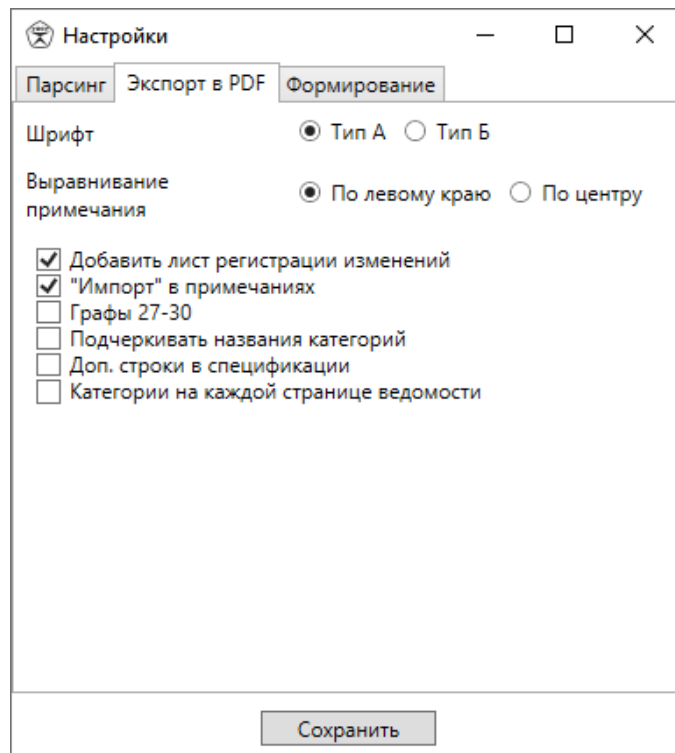 Настройки
Парсинг Экспорт в PDF Формирование
Шрифт Тип А Тип Б
Выравнивание примечания По левому краю По центру
Добавить лист регистрации изменений
"Импорт" в примечаниях
Графы 27-30
Подчеркивать названия категорий
Доп. строки в спецификации
Категории на каждой странице ведомости
Сохранить